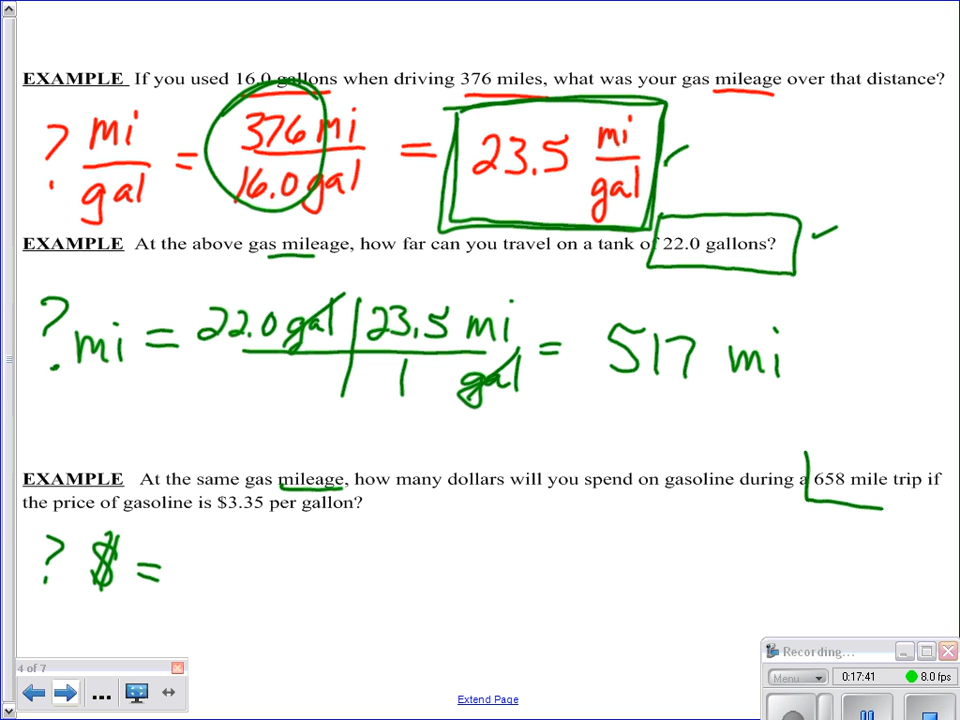 EXAMPLE If you used 16.0 gallons when driving 376 miles, what was your gas mileage over that distance?
? mi/gal = 376 mi/16.0 gal = 23.5 mi/gal ✓
EXAMPLE At the above gas mileage, how far can you travel on a tank of 22.0 gallons? ✓
? mi = 22.0 gal | 23.5 mi / 1 gal = 517 mi
EXAMPLE At the same gas mileage, how many dollars will you spend on gasoline during a 658 mile trip if
the price of gasoline is $3.35 per gallon?
? $ =
4 of 7
...
Extend Page
Recording...
Menu
0:17:41
8.0 fps